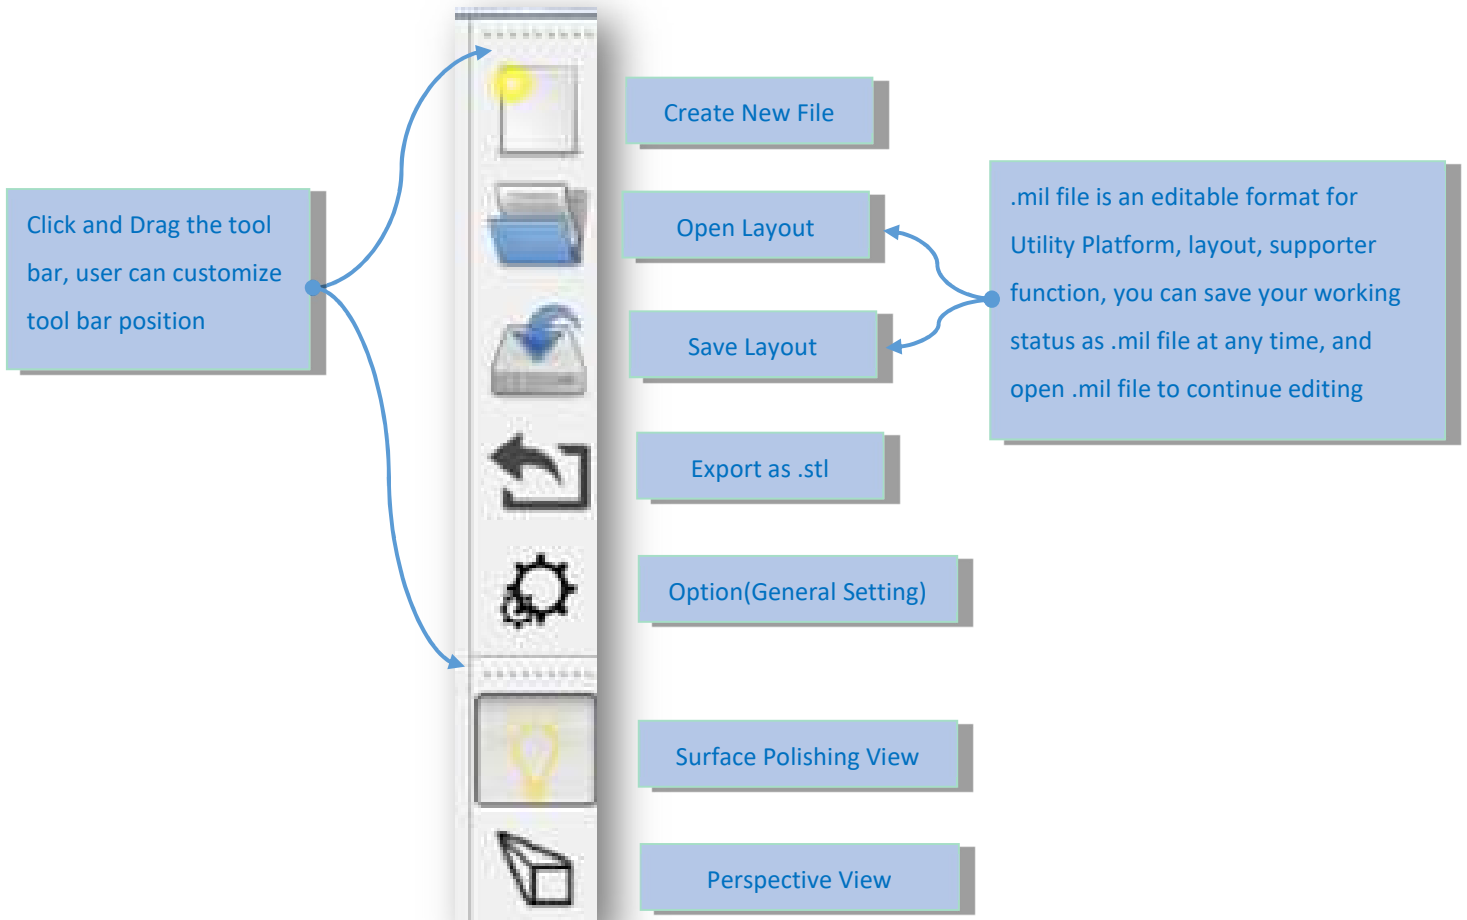 Create New File
Click and Drag the tool
bar, user can customize
tool bar position
Open Layout
.mil file is an editable format for
Utility Platform, layout, supporter
function, you can save your working
status as .mil file at any time, and
open .mil file to continue editing
Save Layout
Export as .stl
Option(General Setting)
Surface Polishing View
Perspective View